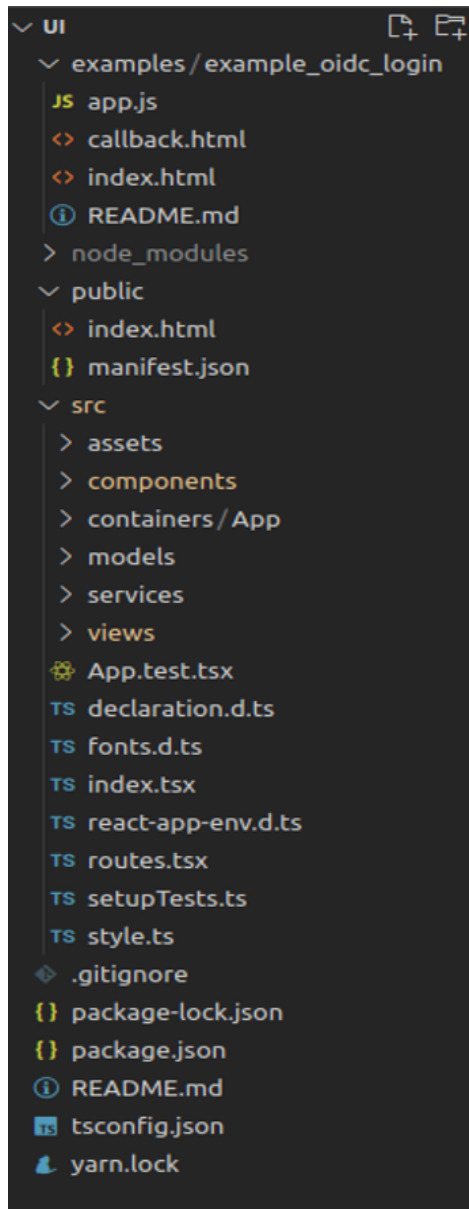 UI
examples/example_oidc_login
JS app.js
<> callback.html
<> index.html
README.md
node_modules
public
<> index.html
{} manifest.json
src
assets
components
containers/App
models
services
views
App.test.tsx
TS declaration.d.ts
TS fonts.d.ts
TS index.tsx
TS react-app-env.d.ts
TS routes.tsx
TS setupTests.ts
TS style.ts
.gitignore
{} package-lock.json
{} package.json
README.md
TS tsconfig.json
yarn.lock